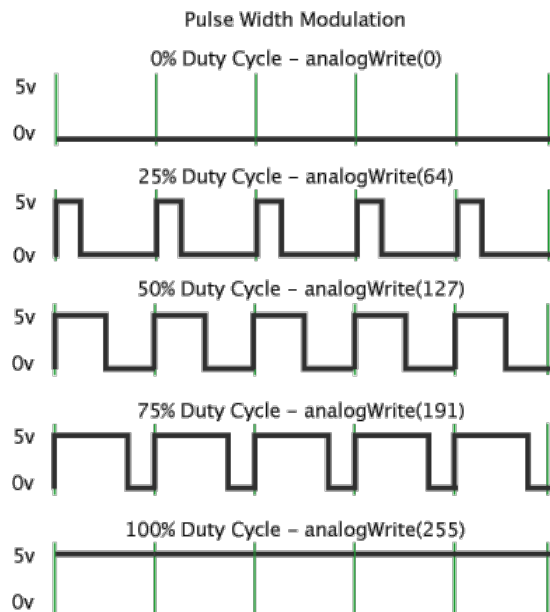 Pulse Width Modulation
0% Duty Cycle – analogWrite(0)
5v
0v
25% Duty Cycle – analogWrite(64)
5v
0v
50% Duty Cycle – analogWrite(127)
5v
0v
75% Duty Cycle – analogWrite(191)
5v
0v
100% Duty Cycle – analogWrite(255)
5v
0v